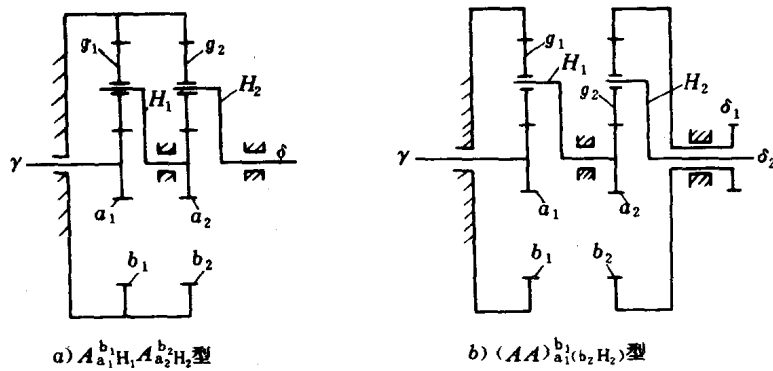 g₁ g₂
H₁ H₂
γ δ
a₁ a₂
b₁ b₂
a) A^{b₁}_{a₁}H₁A^{b₂}_{a₂}H₂型
g₁
H₁
g₂ H₂ δ₁
γ δ₂
a₁ a₂
b₁ b₂
b) (AA)^{b₁}_{a₁(b₂H₂)}型